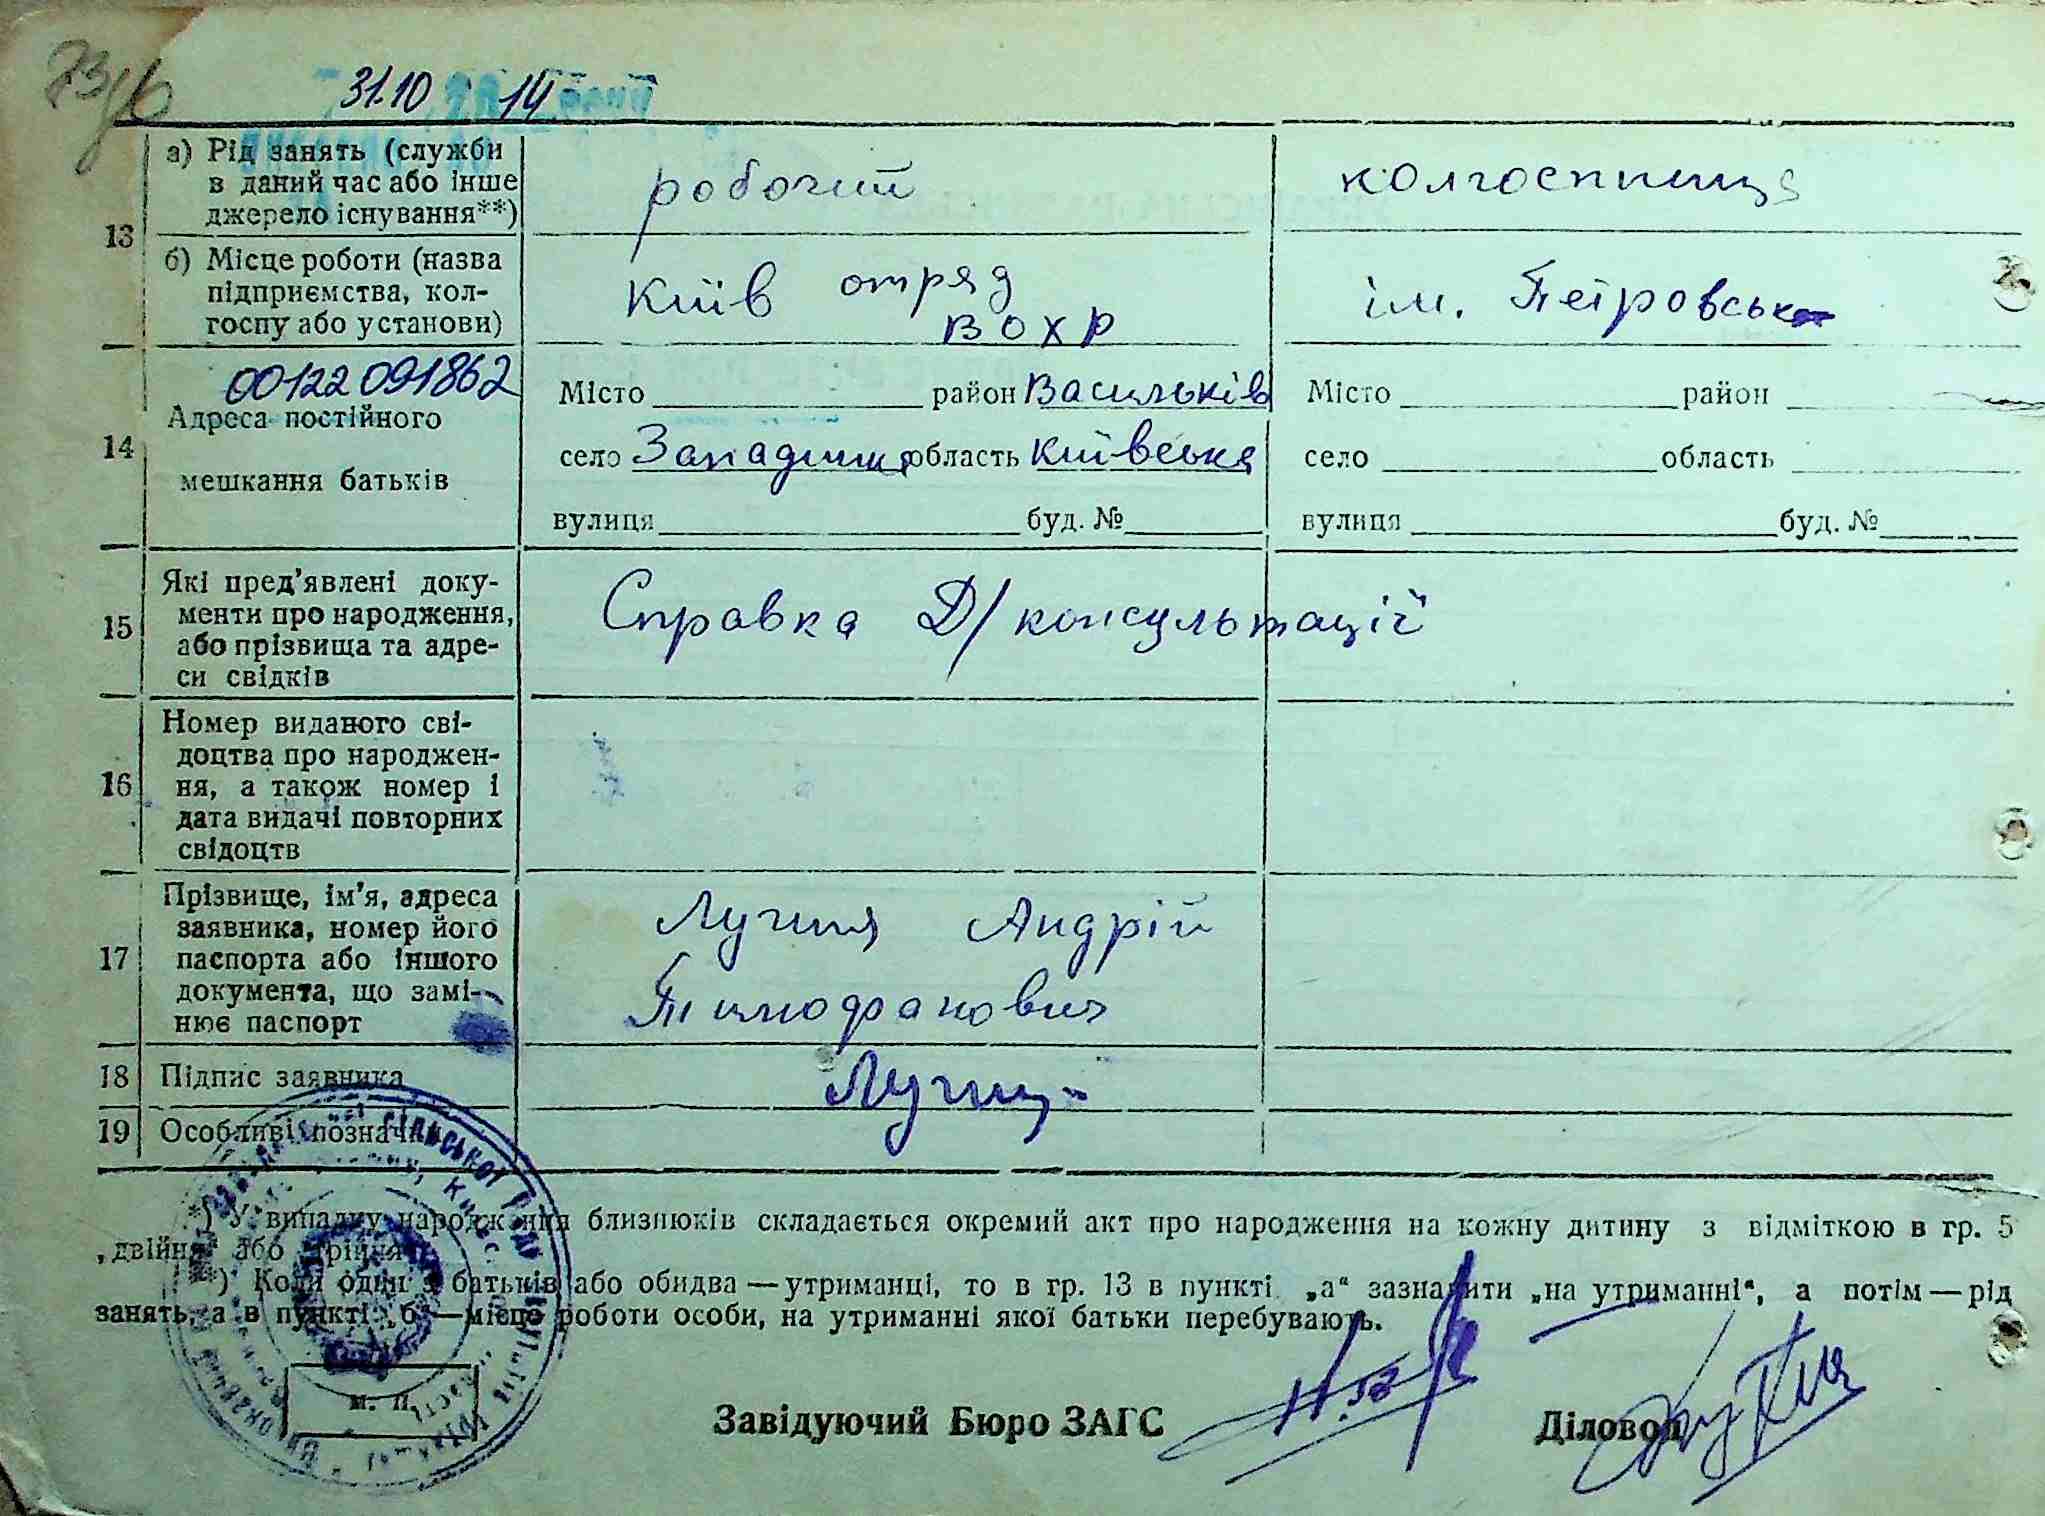 31.10 14
13
а) Рід занять (служби в даний час або інше джерело існування**)
робочий
колгоспниця
б) Місце роботи (назва підприємства, колгоспу або установи)
Київ отряд ВОХР
ім. Петровськ
00122091862
14
Адреса постійного мешкання батьків
Місто район Васильків
село Западинка область Київська
вулиця буд. №
Місто район
село область
вулиця буд. №
15
Які пред'явлені документи про народження, або прізвища та адреси свідків
Справка Д/консультації
16
Номер виданого свідоцтва про народження, а також номер і дата видачі повторних свідоцтв
17
Прізвище, ім'я, адреса заявника, номер його паспорта або іншого документа, що замінює паспорт
Андрій
18
Підпис заявника
19
Особливі позначки
*) У випадку народження близнюків складається окремий акт про народження на кожну дитину з відміткою в гр. 5
„двійня" або „трійня".
**) Коли один з батьків або обидва — утриманці, то в гр. 13 в пункті „а" зазначити „на утриманні", а потім — рід
занять, а в пункті „б" — місце роботи особи, на утриманні якої батьки перебувають.
м. п.
Завідуючий Бюро ЗАГС
Діловод